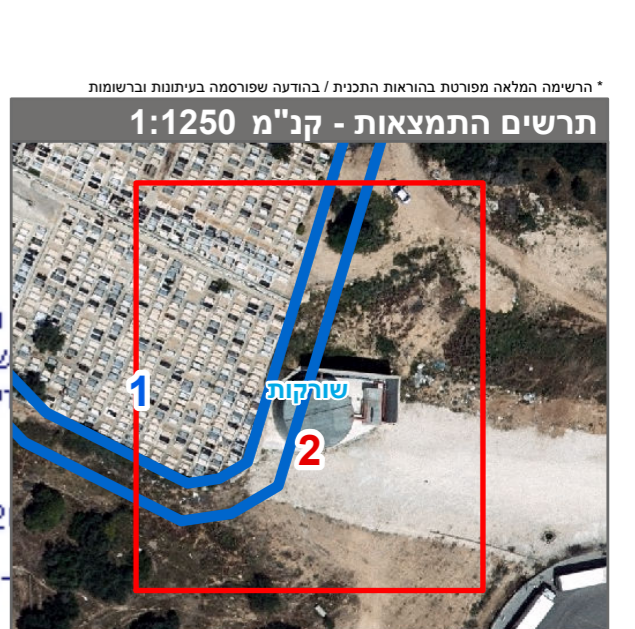 * הרשימה המלאה מפורטת בהוראות התכנית / בהודעה שפורסמה בעיתונות וברשומות
תרשים התמצאות - קנ"מ 1:1250
שורקות
1
2